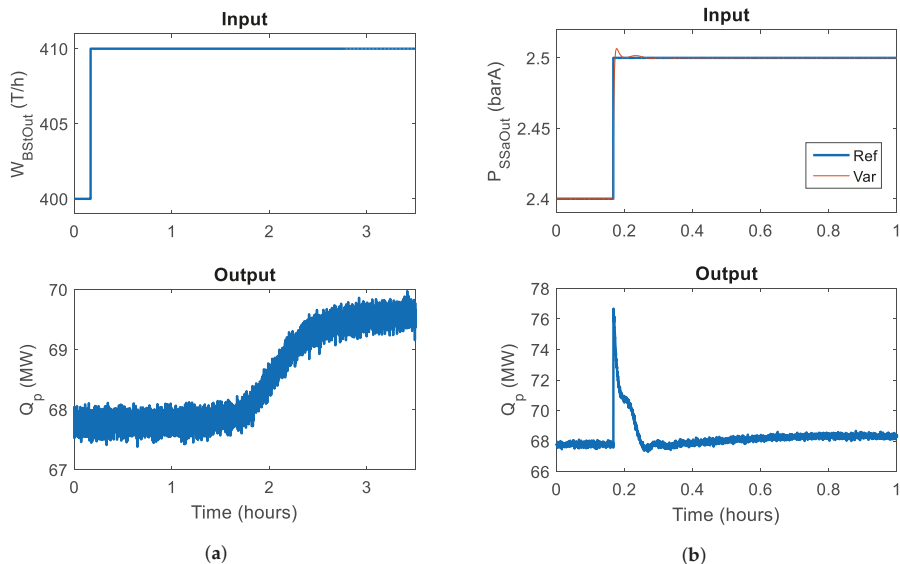 Input
W_BStOut (T/h)
410
405
400
0 1 2 3
Output
Q_p (MW)
70
69
68
67
0 1 2 3
Time (hours)
(a)
Input
P_SSaOut (barA)
2.5
2.45
2.4
Ref
Var
0 0.2 0.4 0.6 0.8 1
Output
Q_p (MW)
78
76
74
72
70
68
66
0 0.2 0.4 0.6 0.8 1
Time (hours)
(b)